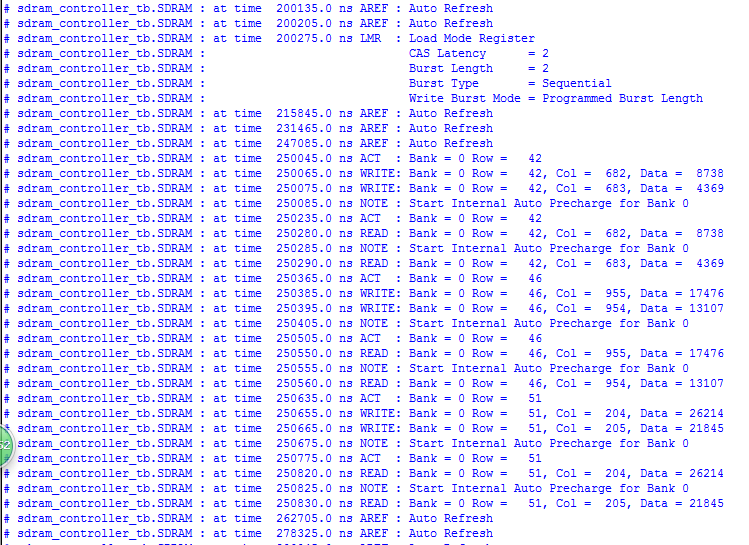 # sdram_controller_tb.SDRAM : at time  200135.0 ns AREF : Auto Refresh
# sdram_controller_tb.SDRAM : at time  200205.0 ns AREF : Auto Refresh
# sdram_controller_tb.SDRAM : at time  200275.0 ns LMR  : Load Mode Register
# sdram_controller_tb.SDRAM :                             CAS Latency      = 2
# sdram_controller_tb.SDRAM :                             Burst Length     = 2
# sdram_controller_tb.SDRAM :                             Burst Type       = Sequential
# sdram_controller_tb.SDRAM :                             Write Burst Mode = Programmed Burst Length
# sdram_controller_tb.SDRAM : at time  215845.0 ns AREF : Auto Refresh
# sdram_controller_tb.SDRAM : at time  231465.0 ns AREF : Auto Refresh
# sdram_controller_tb.SDRAM : at time  247085.0 ns AREF : Auto Refresh
# sdram_controller_tb.SDRAM : at time  250045.0 ns ACT  : Bank = 0 Row =   42
# sdram_controller_tb.SDRAM : at time  250065.0 ns WRITE: Bank = 0 Row =   42, Col =  682, Data =  8738
# sdram_controller_tb.SDRAM : at time  250075.0 ns WRITE: Bank = 0 Row =   42, Col =  683, Data =  4369
# sdram_controller_tb.SDRAM : at time  250085.0 ns NOTE : Start Internal Auto Precharge for Bank 0
# sdram_controller_tb.SDRAM : at time  250235.0 ns ACT  : Bank = 0 Row =   42
# sdram_controller_tb.SDRAM : at time  250280.0 ns READ : Bank = 0 Row =   42, Col =  682, Data =  8738
# sdram_controller_tb.SDRAM : at time  250285.0 ns NOTE : Start Internal Auto Precharge for Bank 0
# sdram_controller_tb.SDRAM : at time  250290.0 ns READ : Bank = 0 Row =   42, Col =  683, Data =  4369
# sdram_controller_tb.SDRAM : at time  250365.0 ns ACT  : Bank = 0 Row =   46
# sdram_controller_tb.SDRAM : at time  250385.0 ns WRITE: Bank = 0 Row =   46, Col =  955, Data = 17476
# sdram_controller_tb.SDRAM : at time  250395.0 ns WRITE: Bank = 0 Row =   46, Col =  954, Data = 13107
# sdram_controller_tb.SDRAM : at time  250405.0 ns NOTE : Start Internal Auto Precharge for Bank 0
# sdram_controller_tb.SDRAM : at time  250505.0 ns ACT  : Bank = 0 Row =   46
# sdram_controller_tb.SDRAM : at time  250550.0 ns READ : Bank = 0 Row =   46, Col =  955, Data = 17476
# sdram_controller_tb.SDRAM : at time  250555.0 ns NOTE : Start Internal Auto Precharge for Bank 0
# sdram_controller_tb.SDRAM : at time  250560.0 ns READ : Bank = 0 Row =   46, Col =  954, Data = 13107
# sdram_controller_tb.SDRAM : at time  250635.0 ns ACT  : Bank = 0 Row =   51
# sdram_controller_tb.SDRAM : at time  250655.0 ns WRITE: Bank = 0 Row =   51, Col =  204, Data = 26214
# sdram_controller_tb.SDRAM : at time  250665.0 ns WRITE: Bank = 0 Row =   51, Col =  205, Data = 21845
# sdram_controller_tb.SDRAM : at time  250675.0 ns NOTE : Start Internal Auto Precharge for Bank 0
# sdram_controller_tb.SDRAM : at time  250775.0 ns ACT  : Bank = 0 Row =   51
# sdram_controller_tb.SDRAM : at time  250820.0 ns READ : Bank = 0 Row =   51, Col =  204, Data = 26214
# sdram_controller_tb.SDRAM : at time  250825.0 ns NOTE : Start Internal Auto Precharge for Bank 0
# sdram_controller_tb.SDRAM : at time  250830.0 ns READ : Bank = 0 Row =   51, Col =  205, Data = 21845
# sdram_controller_tb.SDRAM : at time  262705.0 ns AREF : Auto Refresh
# sdram_controller_tb.SDRAM : at time  278325.0 ns AREF : Auto Refresh